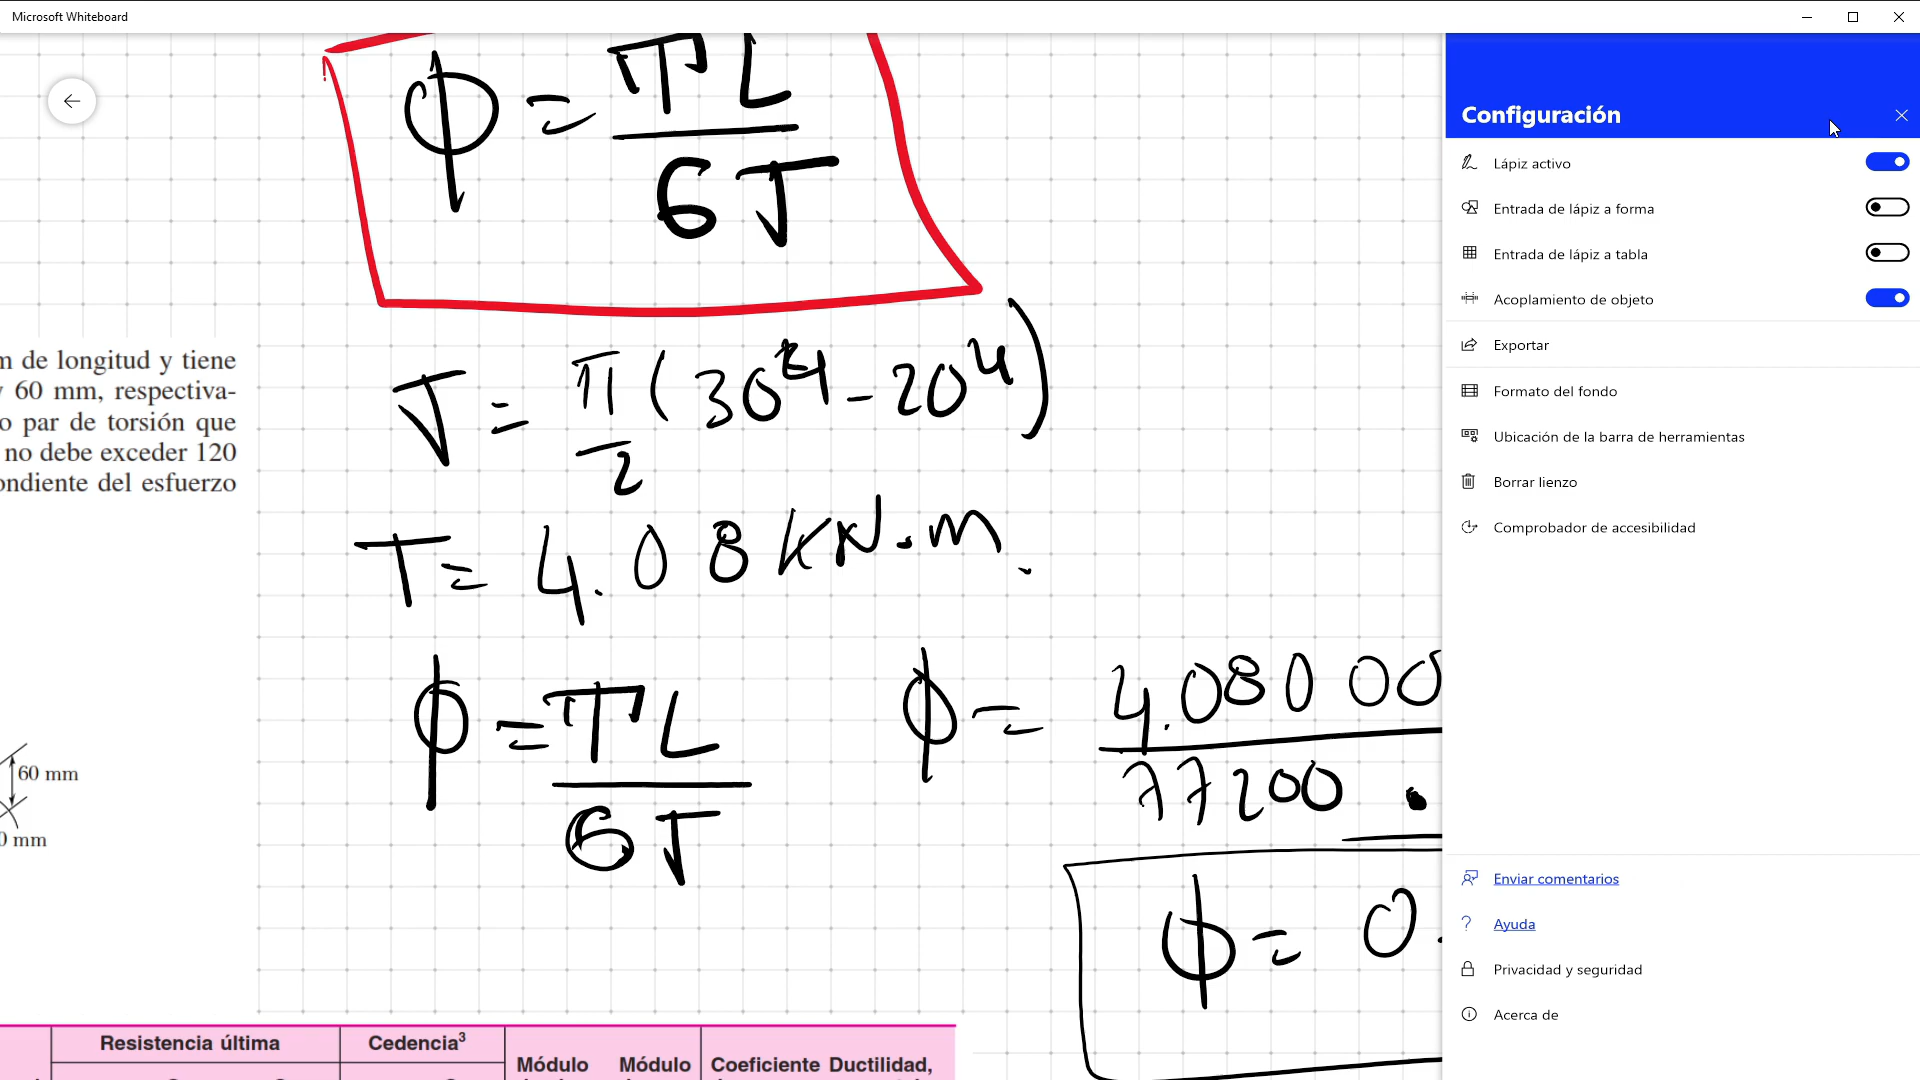 Microsoft Whiteboard
Φ = TL
GJ
J = π (30⁴ - 20⁴)
2
T = 4.08 kN.m.
Φ = TL
GJ
Φ = 4.080 00
77200 .
Φ = 0.
m de longitud y tiene
y 60 mm, respectiva-
o par de torsión que
no debe exceder 120
ondiente del esfuerzo
60 mm
0 mm
Resistencia última
Cedencia³
Módulo
Módulo
Coeficiente
Ductilidad,
Configuración
Lápiz activo
Entrada de lápiz a forma
Entrada de lápiz a tabla
Acoplamiento de objeto
Exportar
Formato del fondo
Ubicación de la barra de herramientas
Borrar lienzo
Comprobador de accesibilidad
Enviar comentarios
Ayuda
Privacidad y seguridad
Acerca de